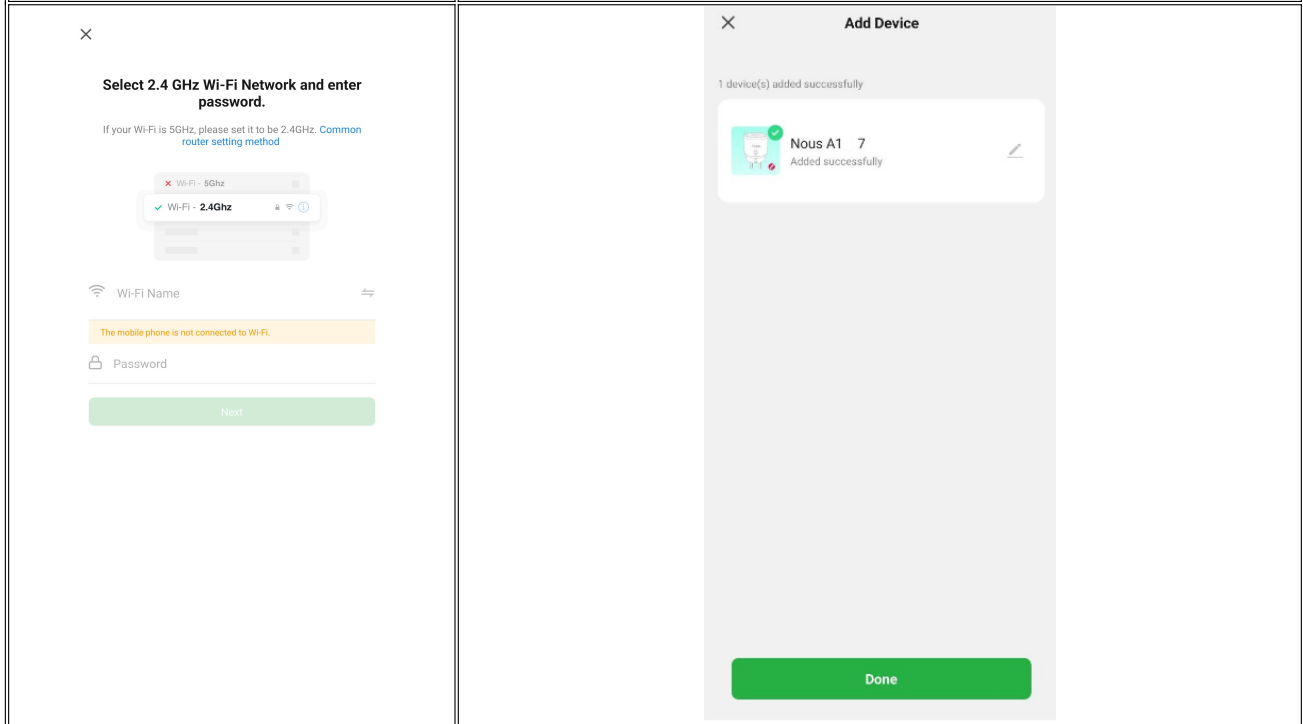 Select 2.4 GHz Wi-Fi Network and enter
password.
If your Wi-Fi is 5GHz, please set it to be 2.4GHz. Common
router setting method
Wi-Fi - 5Ghz
Wi-Fi - 2.4Ghz
Wi-Fi Name
The mobile phone is not connected to Wi-Fi.
Password
Next
Add Device
1 device(s) added successfully
Nous A1 7
Added successfully
Done